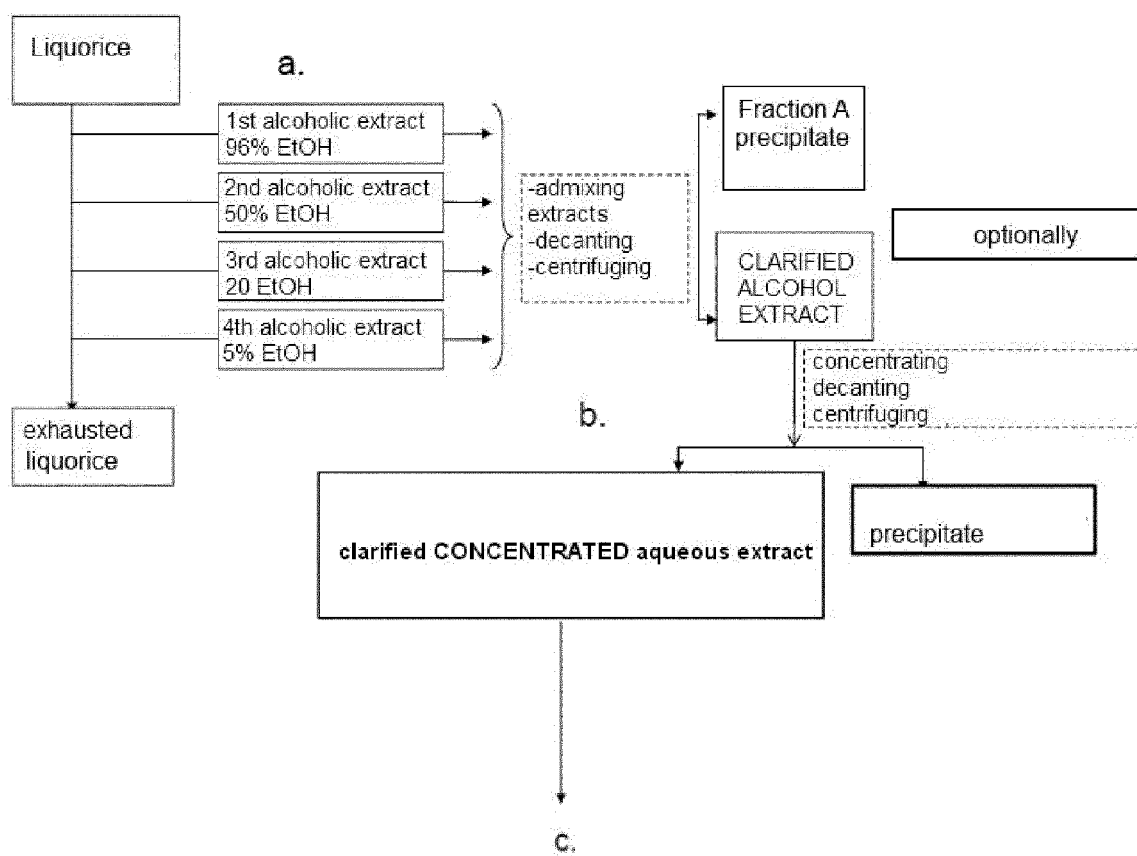 Liquorice
a.
1st alcoholic extract
96% EtOH
2nd alcoholic extract
50% EtOH
3rd alcoholic extract
20 EtOH
4th alcoholic extract
5% EtOH
-admixing
extracts
-decanting
-centrifuging
Fraction A
precipitate
optionally
CLARIFIED
ALCOHOL
EXTRACT
concentrating
decanting
centrifuging
b.
exhausted
liquorice
clarified CONCENTRATED aqueous extract
precipitate
c.